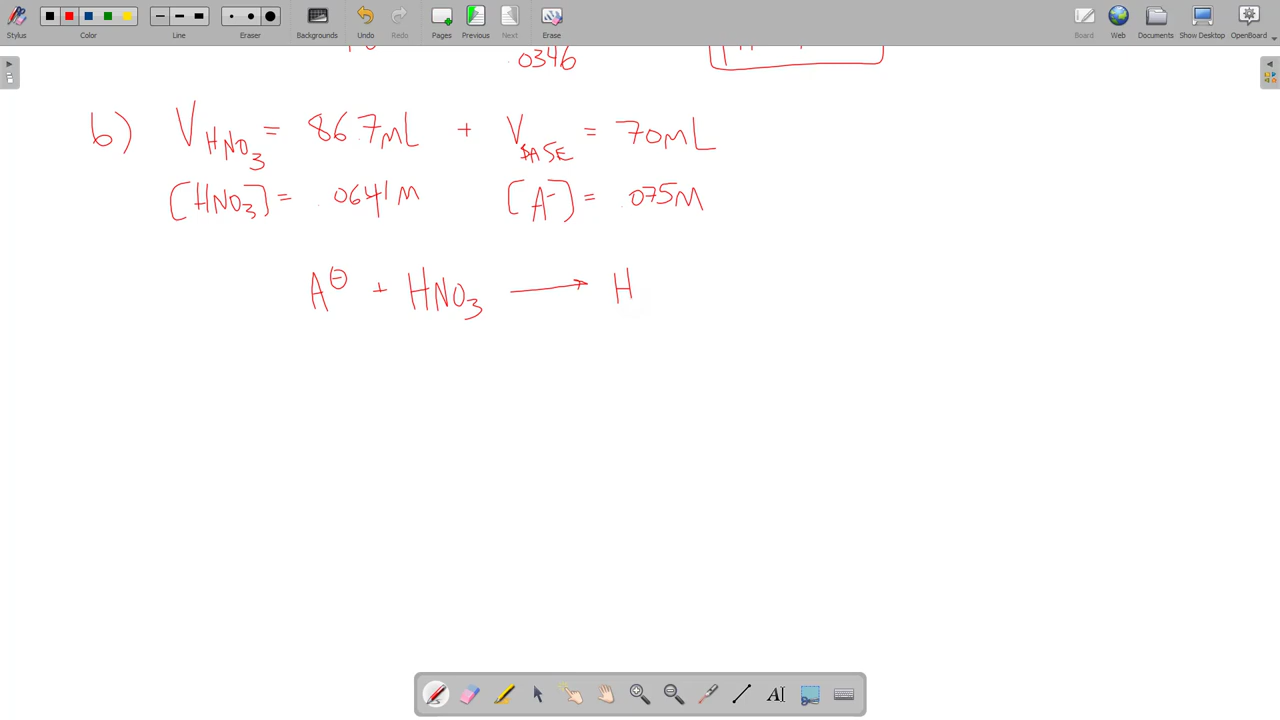 Stylus Color Line Eraser Backgrounds Undo Redo Pages Previous Next Erase Board Web Documents Show Desktop OpenBoard
.0346
b) V HNO3 = 86.7mL + V BASE = 70mL
[HNO3] = .0641M [A-] = .075M
A⊖ + HNO3 → H